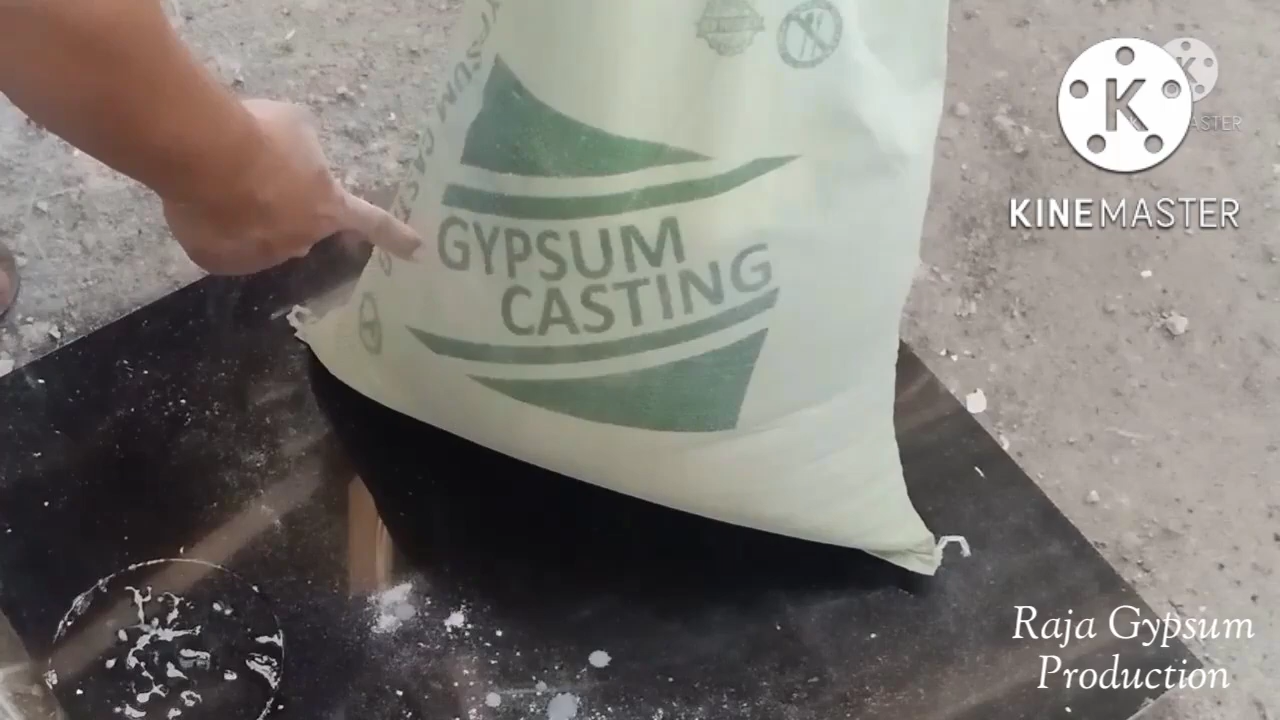 GYPSUM
CASTING
KINEMASTER
Raja Gypsum
Production